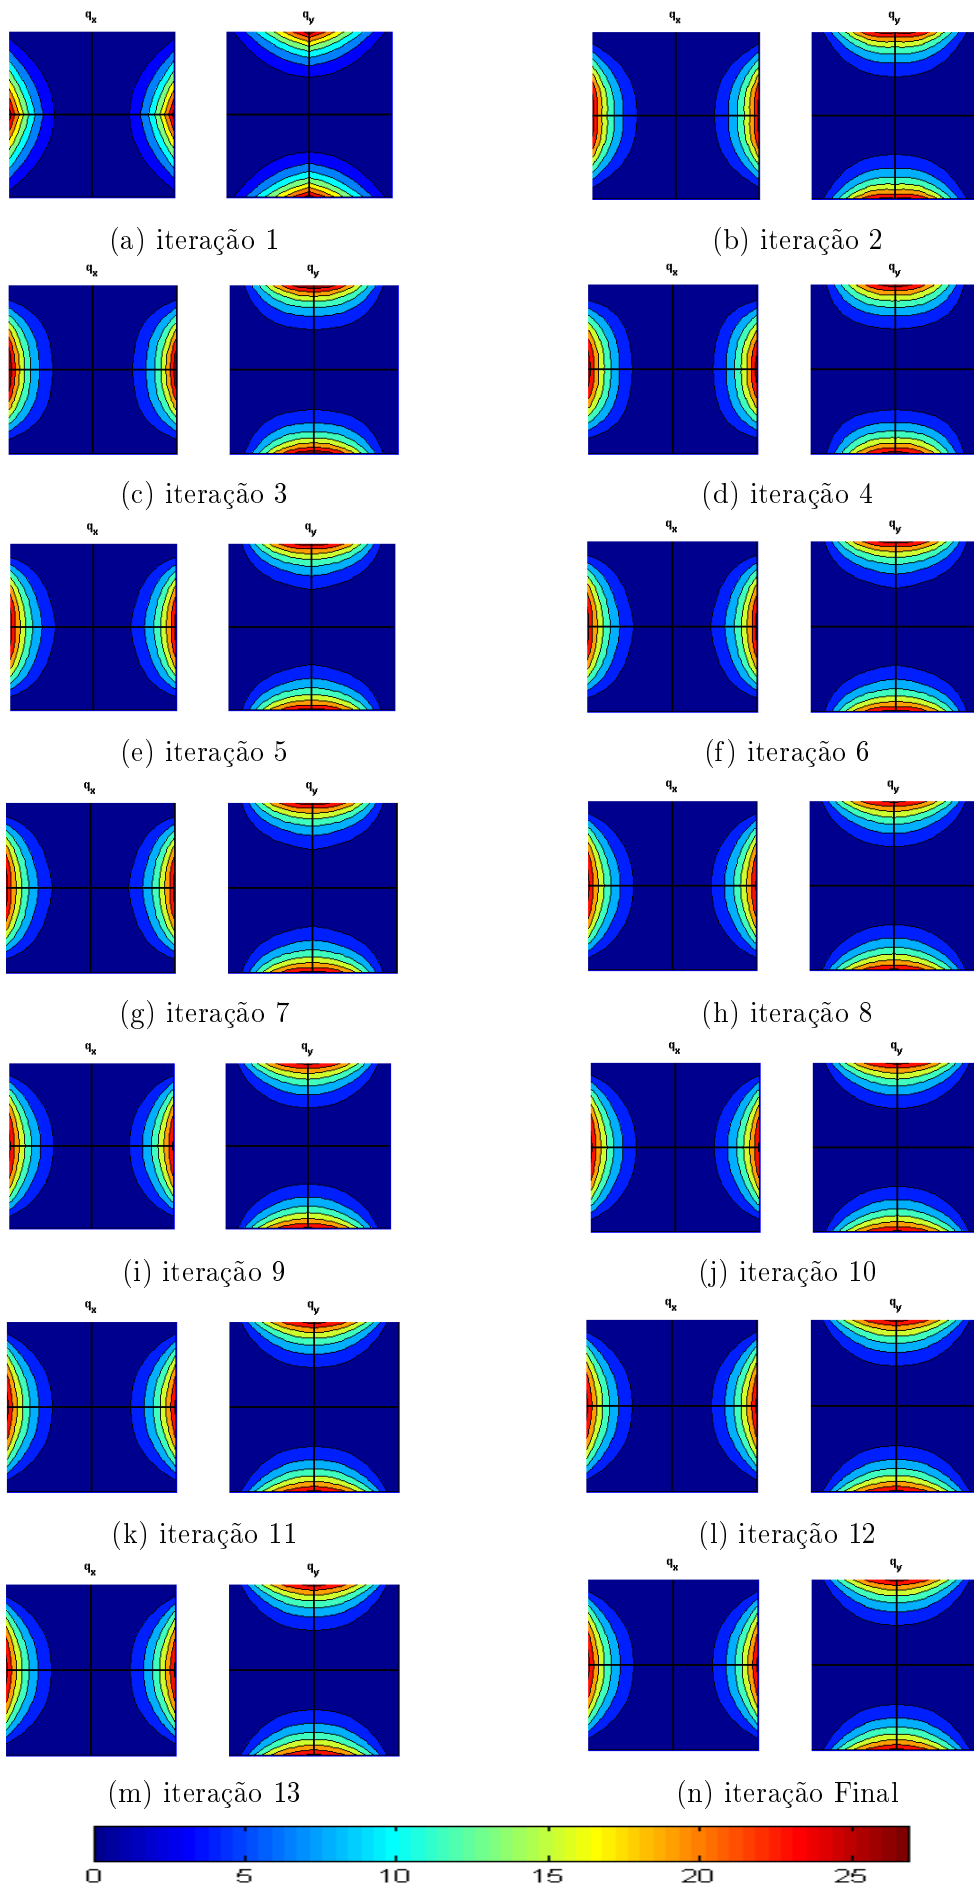 qx qy qx qy
(a) iteração 1 (b) iteração 2
qx qy qx qy
(c) iteração 3 (d) iteração 4
qx qy qx qy
(e) iteração 5 (f) iteração 6
qx qy qx qy
(g) iteração 7 (h) iteração 8
qx qy qx qy
(i) iteração 9 (j) iteração 10
qx qy qx qy
(k) iteração 11 (l) iteração 12
qx qy qx qy
(m) iteração 13 (n) iteração Final
0 5 10 15 20 25